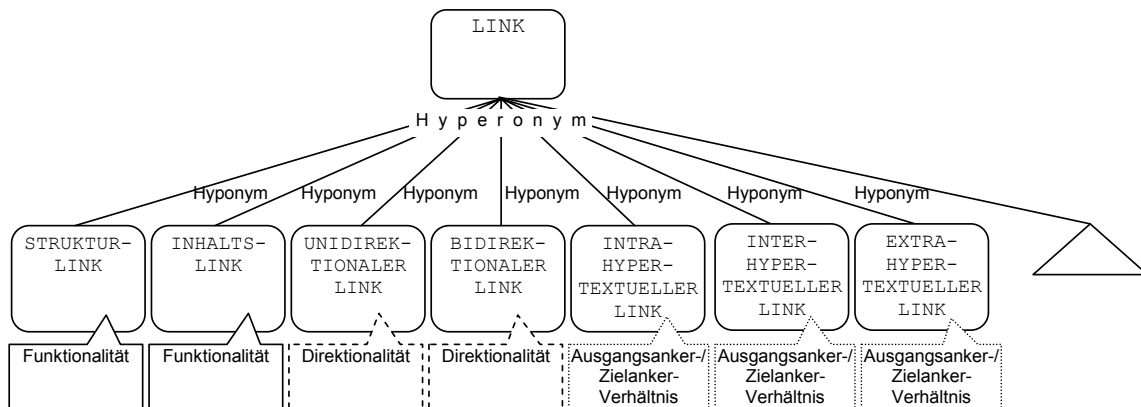 LINK
H y p e r o n y m
Hyponym Hyponym Hyponym Hyponym Hyponym Hyponym Hyponym
STRUKTUR-
LINK
INHALTS-
LINK
UNIDIREK-
TIONALER
LINK
BIDIREK-
TIONALER
LINK
INTRA-
HYPER-
TEXTUELLER
LINK
INTER-
HYPER-
TEXTUELLER
LINK
EXTRA-
HYPER-
TEXTUELLER
LINK
Funktionalität
Funktionalität
Direktionalität
Direktionalität
Ausgangsanker-/
Zielanker-
Verhältnis
Ausgangsanker-/
Zielanker-
Verhältnis
Ausgangsanker-/
Zielanker-
Verhältnis